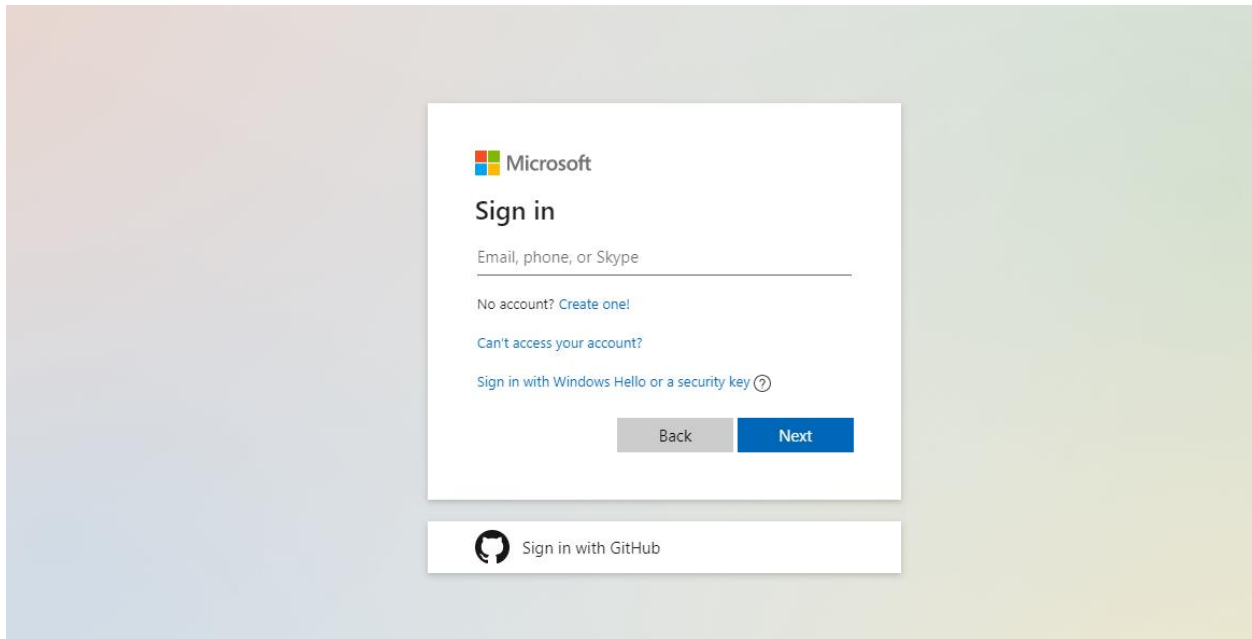 Microsoft
Sign in
Email, phone, or Skype
No account? Create one!
Can't access your account?
Sign in with Windows Hello or a security key ?
Back Next
Sign in with GitHub